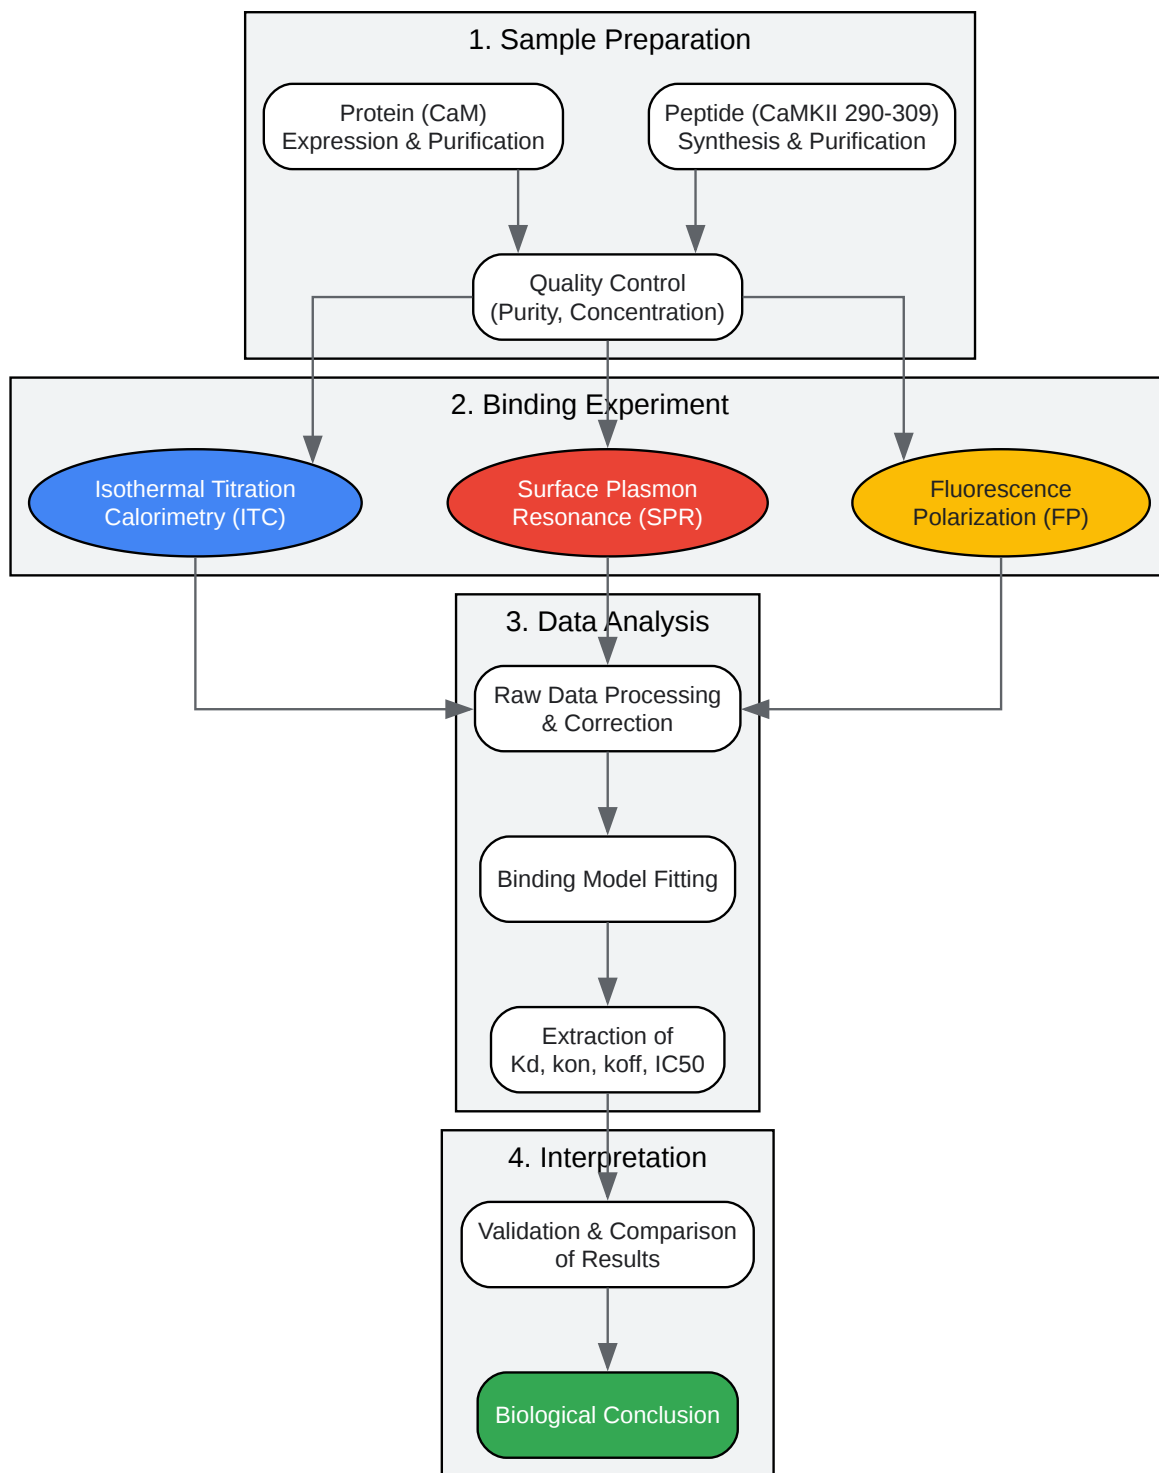 1. Sample Preparation
Protein (CaM)
Expression & Purification
Peptide (CaMKII 290-309)
Synthesis & Purification
Quality Control
(Purity, Concentration)
2. Binding Experiment
Isothermal Titration
Calorimetry (ITC)
Surface Plasmon
Resonance (SPR)
Fluorescence
Polarization (FP)
3. Data Analysis
Raw Data Processing
& Correction
Binding Model Fitting
Extraction of
Kd, kon, koff, IC50
4. Interpretation
Validation & Comparison
of Results
Biological Conclusion